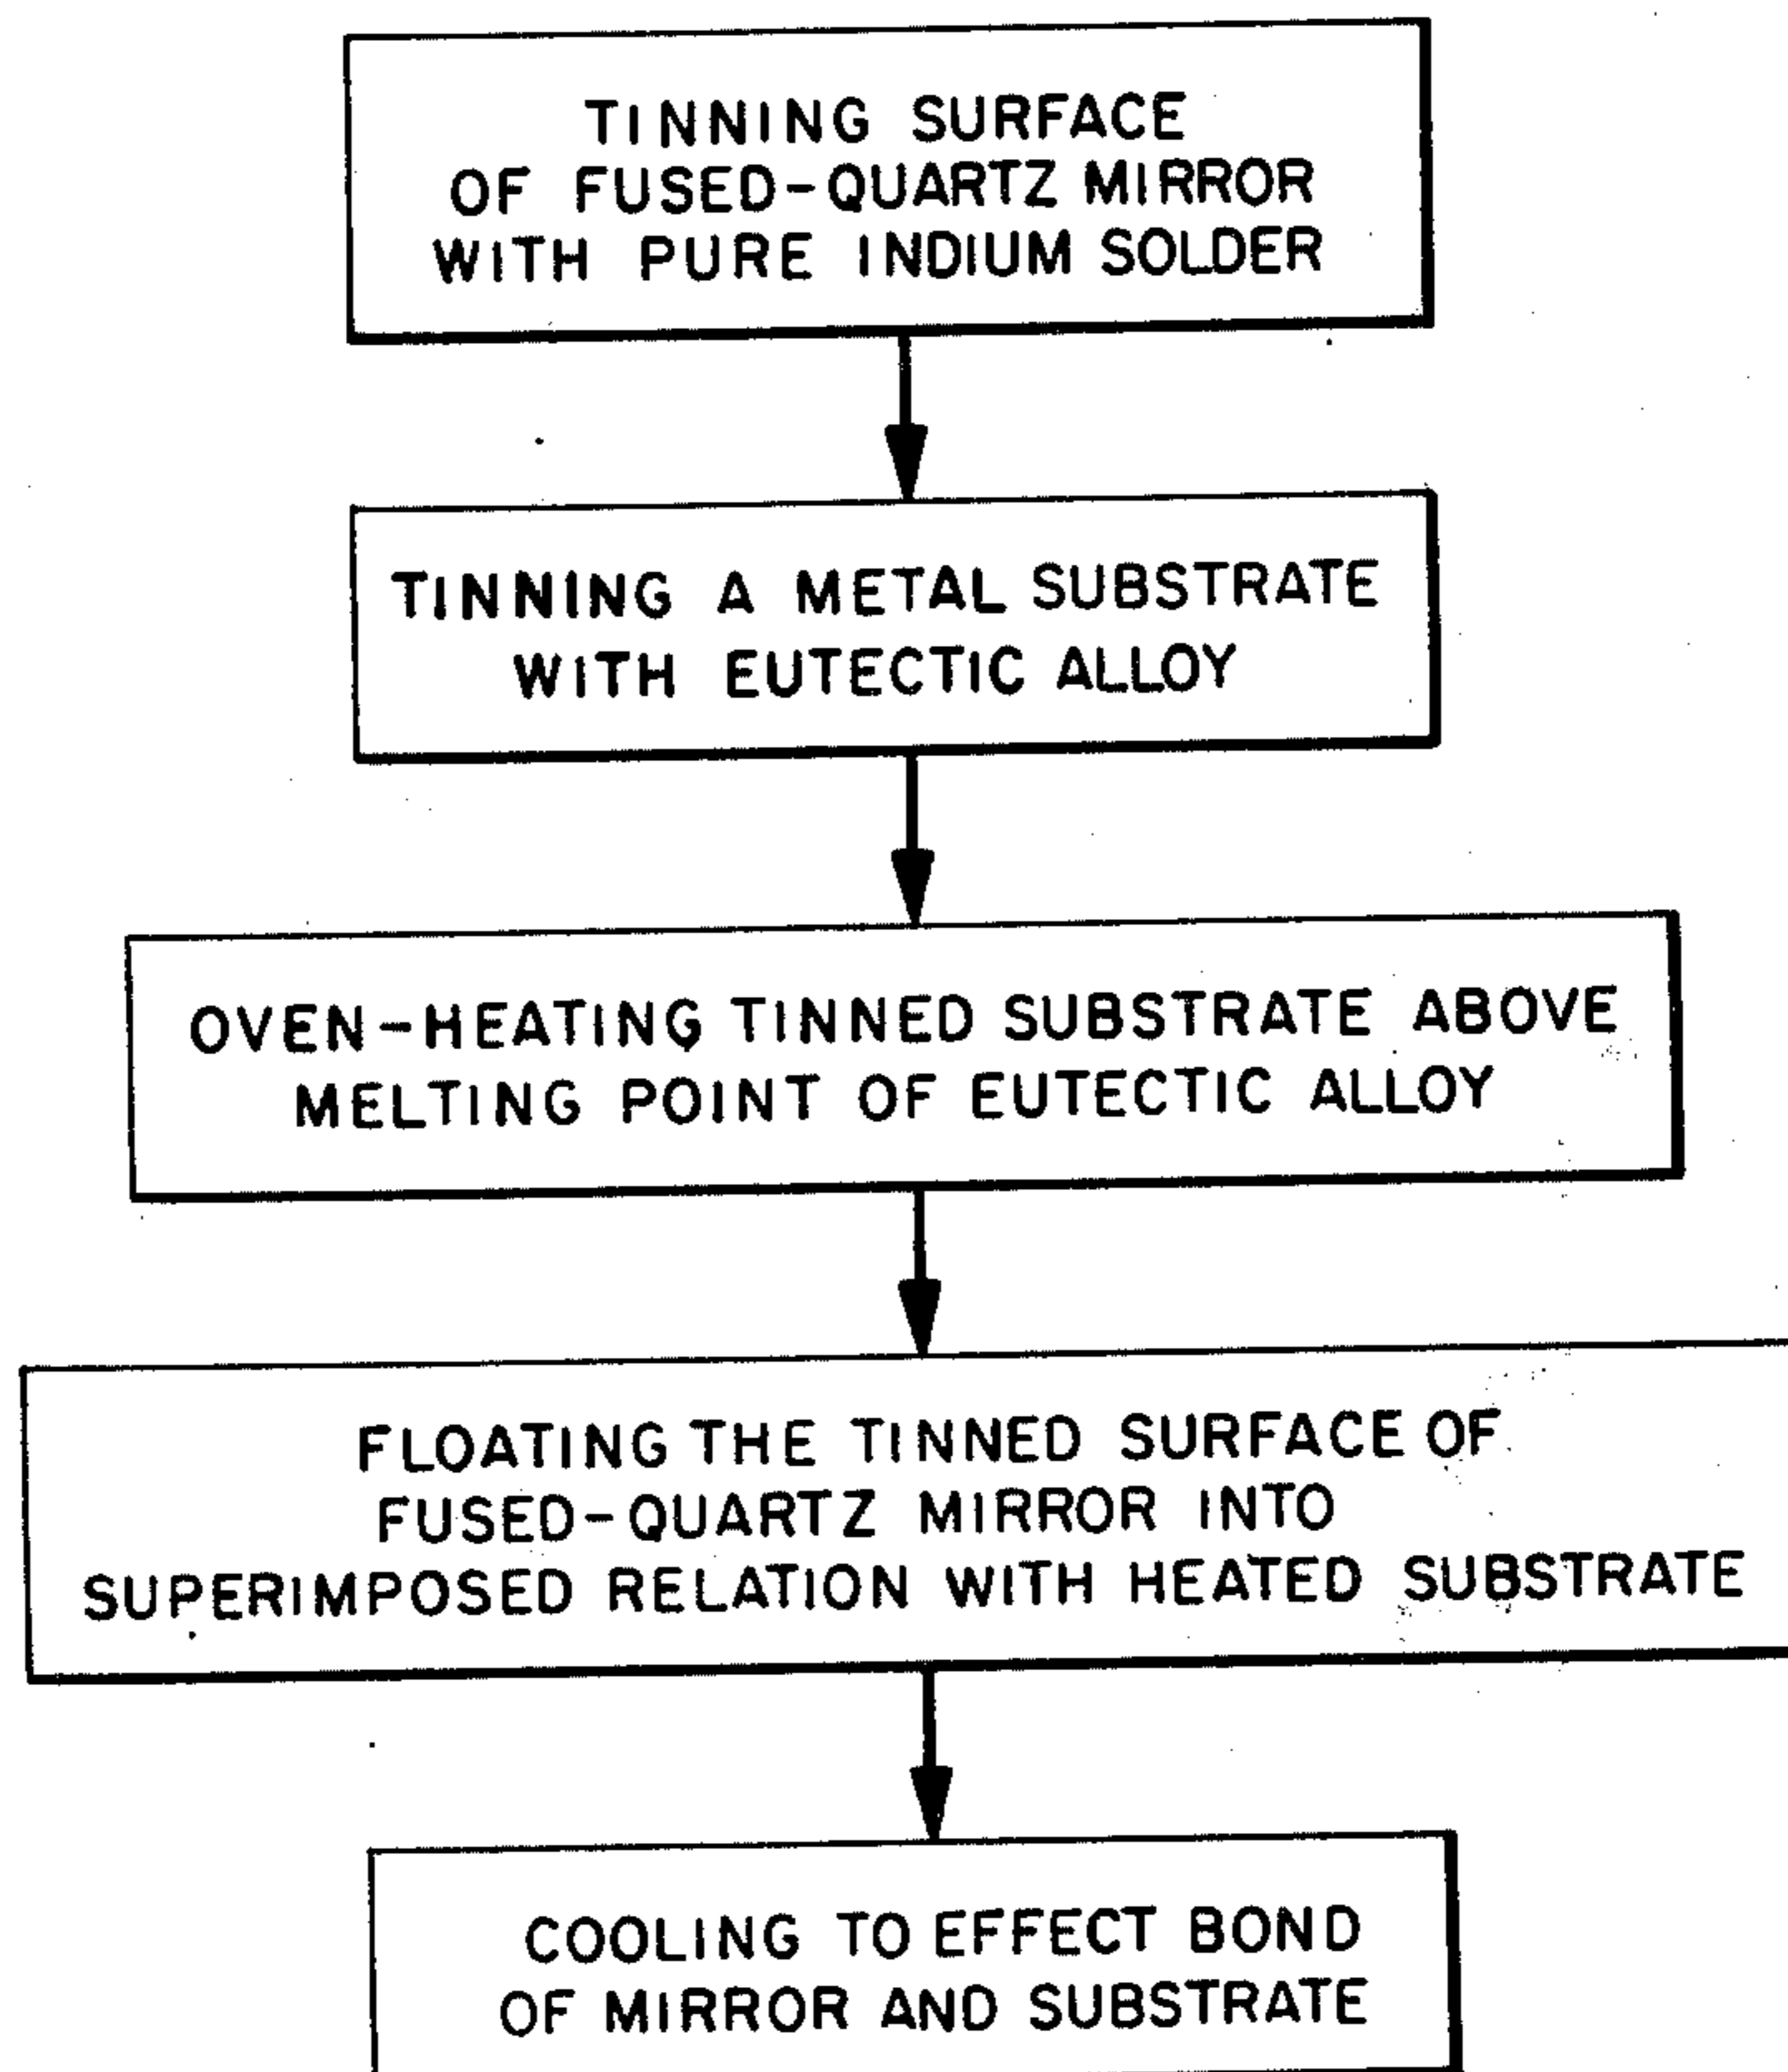 TINNING SURFACE
OF FUSED-QUARTZ MIRROR
WITH PURE INDIUM SOLDER
TINNING A METAL SUBSTRATE
WITH EUTECTIC ALLOY
OVEN-HEATING TINNED SUBSTRATE ABOVE
MELTING POINT OF EUTECTIC ALLOY
FLOATING THE TINNED SURFACE OF
FUSED-QUARTZ MIRROR INTO
SUPERIMPOSED RELATION WITH HEATED SUBSTRATE
COOLING TO EFFECT BOND
OF MIRROR AND SUBSTRATE